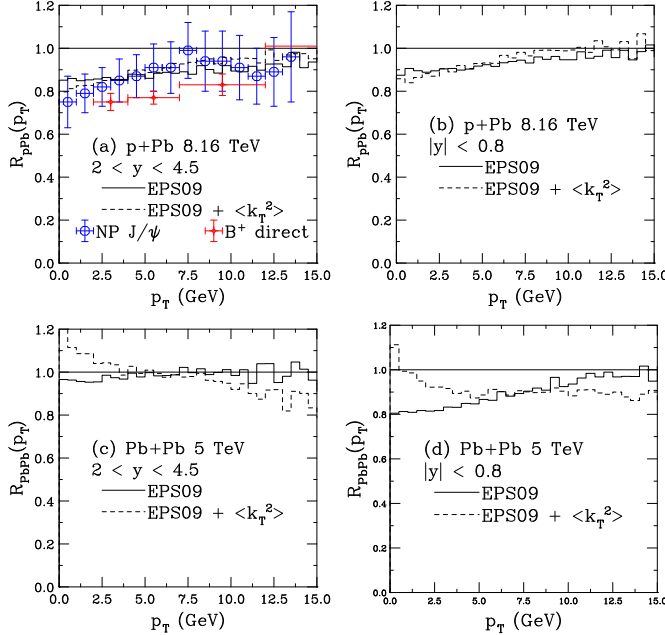 1.2
1.0
0.8
0.6
0.4
0.2
0.0
R_pPb(p_T)
(a) p+Pb 8.16 TeV
2 < y < 4.5
EPS09
EPS09 + <k_T^2>
NP J/ψ
B^+ direct
0.0 2.5 5.0 7.5 10.0 12.5 15.0
p_T (GeV)
1.2
1.0
0.8
0.6
0.4
0.2
0.0
R_pPb(p_T)
(b) p+Pb 8.16 TeV
|y| < 0.8
EPS09
EPS09 + <k_T^2>
0.0 2.5 5.0 7.5 10.0 12.5 15.0
p_T (GeV)
1.2
1.0
0.8
0.6
0.4
0.2
0.0
R_PbPb(p_T)
(c) Pb+Pb 5 TeV
2 < y < 4.5
EPS09
EPS09 + <k_T^2>
0.0 2.5 5.0 7.5 10.0 12.5 15.0
p_T (GeV)
1.2
1.0
0.8
0.6
0.4
0.2
0.0
R_PbPb(p_T)
(d) Pb+Pb 5 TeV
|y| < 0.8
EPS09
EPS09 + <k_T^2>
0.0 2.5 5.0 7.5 10.0 12.5 15.0
p_T (GeV)